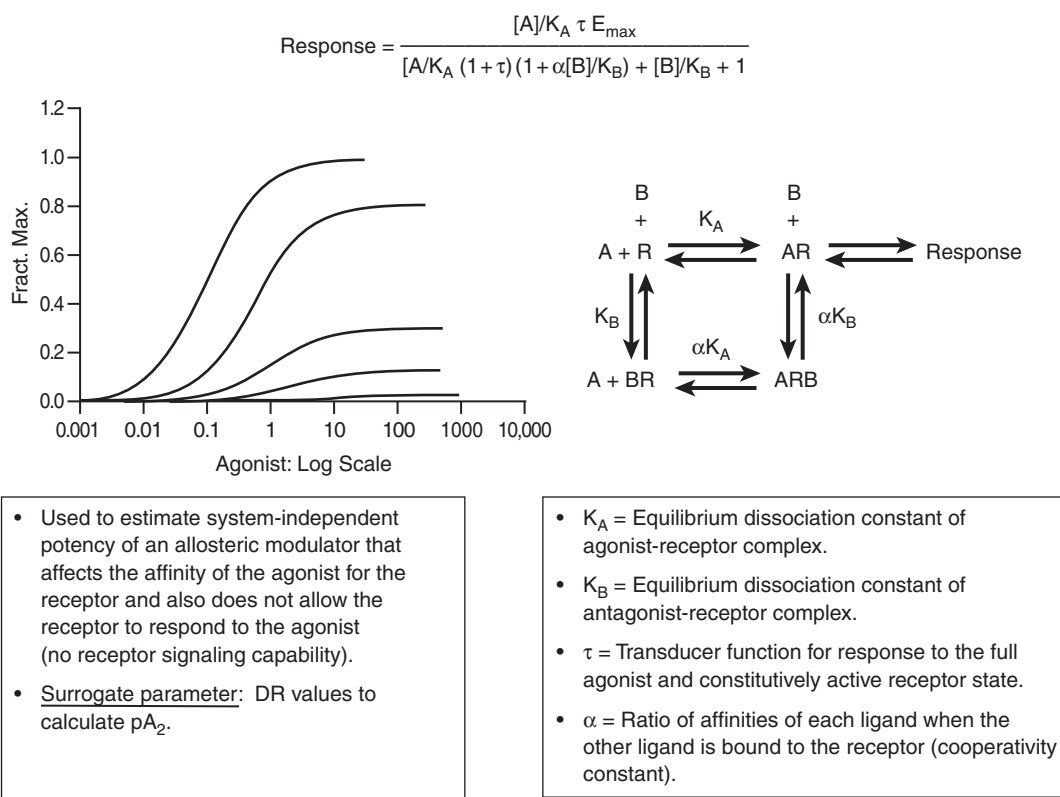 [A]/K_A τ E_max
Response =
[A/K_A (1+τ)(1+α[B]/K_B) + [B]/K_B + 1
1.2
1.0
0.8
0.6
0.4
0.2
0.0
Fract. Max.
0.001 0.01 0.1 1 10 100 1000 10,000
Agonist: Log Scale
B B
+ K_A +
A + R AR Response
K_B αK_B
αK_A
A + BR ARB
• Used to estimate system-independent
potency of an allosteric modulator that
affects the affinity of the agonist for the
receptor and also does not allow the
receptor to respond to the agonist
(no receptor signaling capability).
• Surrogate parameter: DR values to
calculate pA₂.
• K_A = Equilibrium dissociation constant of
agonist-receptor complex.
• K_B = Equilibrium dissociation constant of
antagonist-receptor complex.
• τ = Transducer function for response to the full
agonist and constitutively active receptor state.
• α = Ratio of affinities of each ligand when the
other ligand is bound to the receptor (cooperativity
constant).